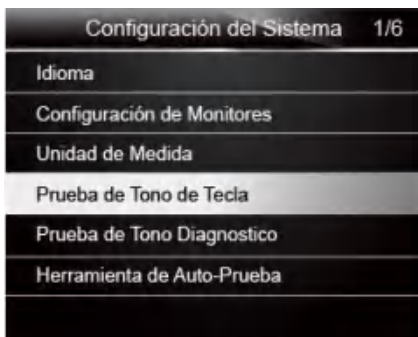 Configuración del Sistema 1/6
Idioma
Configuración de Monitores
Unidad de Medida
Prueba de Tono de Tecla
Prueba de Tono Diagnostico
Herramienta de Auto-Prueba